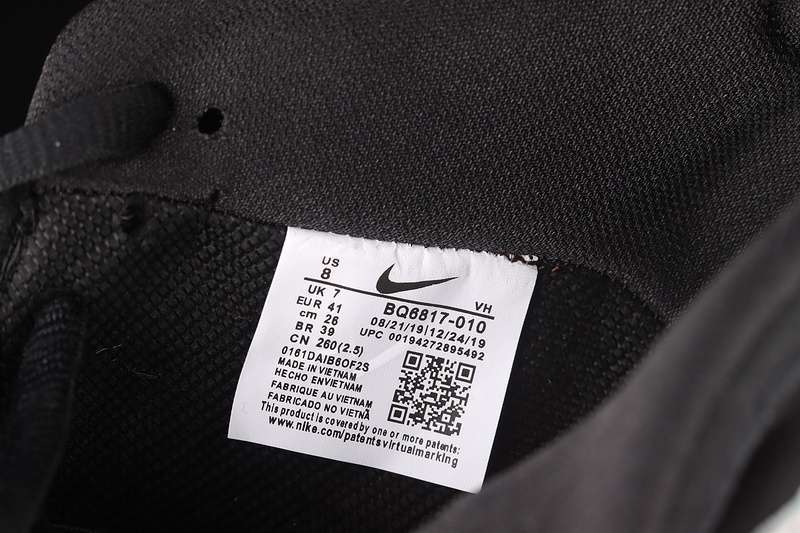 US
8
UK 7
EUR 41
cm 26
BR 39
CN 260(2.5)
VH
BQ6817-010
08/21/19|12/24/19
UPC 00194272895492
0161DAIB6OF2S
MADE IN VIETNAM
HECHO ENVIETNAM
FABRIQUE AU VIETNAM
FABRICADO NO VIETNÃ
This product is covered by one or more patents:
www.nike.com/patentsvirtualmarking